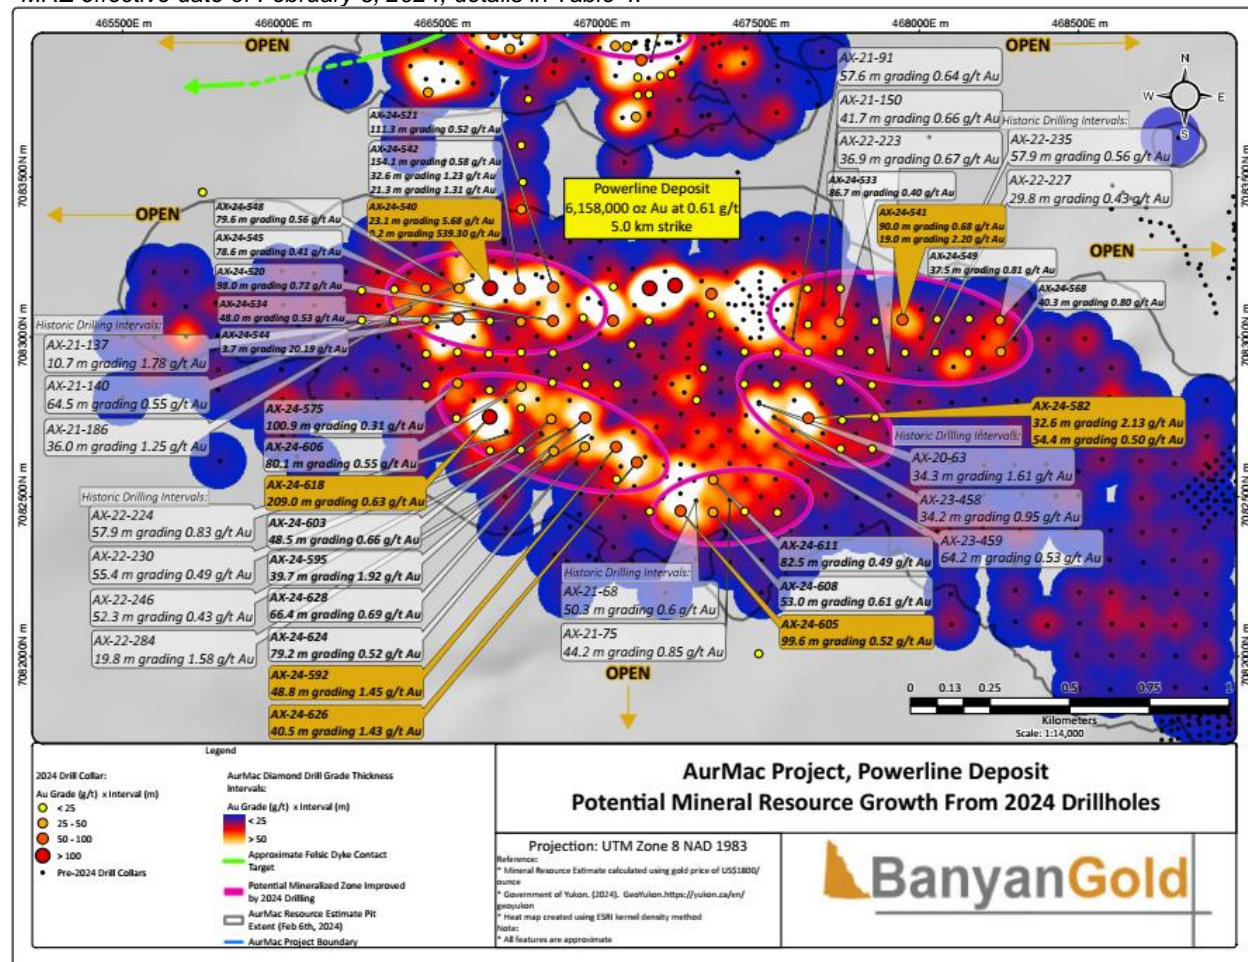 MRE effective date of February 6, 2024, details in Table 4.
465500E m
466000E m
466500E m
467000E m
467500E m
468000E m
468500E m
OPEN
OPEN
OPEN
OPEN
OPEN
N
W
E
S
7083500N m
7083000N m
7082500N m
7082000N m
7083500N m
7083000N m
7082500N m
7082000N m
AX-24-521
111.3 m grading 0.52 g/t Au
AX-24-542
154.1 m grading 0.58 g/t Au
32.6 m grading 1.23 g/t Au
21.3 m grading 1.31 g/t Au
AX-24-548
79.6 m grading 0.56 g/t Au
AX-24-540
23.1 m grading 5.68 g/t Au
0.2 m grading 539.30 g/t Au
AX-24-545
78.6 m grading 0.41 g/t Au
AX-24-520
98.0 m grading 0.72 g/t Au
AX-24-534
48.0 m grading 0.53 g/t Au
AX-24-544
3.7 m grading 20.19 g/t Au
Powerline Deposit
6,158,000 oz Au at 0.61 g/t
5.0 km strike
AX-21-91
57.6 m grading 0.64 g/t Au
AX-21-150
41.7 m grading 0.66 g/t Au
AX-22-223
36.9 m grading 0.67 g/t Au
Historic Drilling Intervals:
AX-22-235
57.9 m grading 0.56 g/t Au
AX-22-227
29.8 m grading 0.43 g/t Au
AX-24-533
86.7 m grading 0.40 g/t Au
AX-24-541
90.0 m grading 0.68 g/t Au
19.0 m grading 2.20 g/t Au
AX-24-549
37.5 m grading 0.81 g/t Au
AX-24-568
40.3 m grading 0.80 g/t Au
Historic Drilling Intervals:
AX-21-137
10.7 m grading 1.78 g/t Au
AX-21-140
64.5 m grading 0.55 g/t Au
AX-21-186
36.0 m grading 1.25 g/t Au
AX-24-575
100.9 m grading 0.31 g/t Au
AX-24-606
80.1 m grading 0.55 g/t Au
AX-24-618
209.0 m grading 0.63 g/t Au
AX-24-603
48.5 m grading 0.66 g/t Au
AX-24-595
39.7 m grading 1.92 g/t Au
AX-24-628
66.4 m grading 0.69 g/t Au
AX-24-624
79.2 m grading 0.52 g/t Au
AX-24-592
48.8 m grading 1.45 g/t Au
AX-24-626
40.5 m grading 1.43 g/t Au
Historic Drilling Intervals:
AX-22-224
57.9 m grading 0.83 g/t Au
AX-22-230
55.4 m grading 0.49 g/t Au
AX-22-246
52.3 m grading 0.43 g/t Au
AX-22-284
19.8 m grading 1.58 g/t Au
Historic Drilling Intervals:
AX-21-68
50.3 m grading 0.6 g/t Au
AX-21-75
44.2 m grading 0.85 g/t Au
AX-24-582
32.6 m grading 2.13 g/t Au
54.4 m grading 0.50 g/t Au
Historic Drilling Intervals:
AX-20-63
34.3 m grading 1.61 g/t Au
AX-23-458
34.2 m grading 0.95 g/t Au
AX-23-459
64.2 m grading 0.53 g/t Au
AX-24-611
82.5 m grading 0.49 g/t Au
AX-24-608
53.0 m grading 0.61 g/t Au
AX-24-605
99.6 m grading 0.52 g/t Au
0 0.13 0.25 0.5 0.75 1
Kilometers
Scale: 1:14,000
Legend
2024 Drill Collar:
Au Grade (g/t) x Interval (m)
< 25
25 - 50
50 - 100
> 100
Pre-2024 Drill Collars
AurMac Diamond Drill Grade Thickness
Intervals:
Au Grade (g/t) x Interval (m)
< 25
> 50
Approximate Felsic Dyke Contact
Target
Potential Mineralized Zone Improved
by 2024 Drilling
AurMac Resource Estimate Pit
Extent (Feb 6th, 2024)
AurMac Project Boundary
AurMac Project, Powerline Deposit
Potential Mineral Resource Growth From 2024 Drillholes
Projection: UTM Zone 8 NAD 1983
Reference:
* Mineral Resource Estimate calculated using gold price of US$1800/
ounce
* Government of Yukon. (2024). GeoYukon.https://yukon.ca/en/
geoyukon
* Heat map created using ESRI kernel density method
Note:
* All features are approximate
BanyanGold